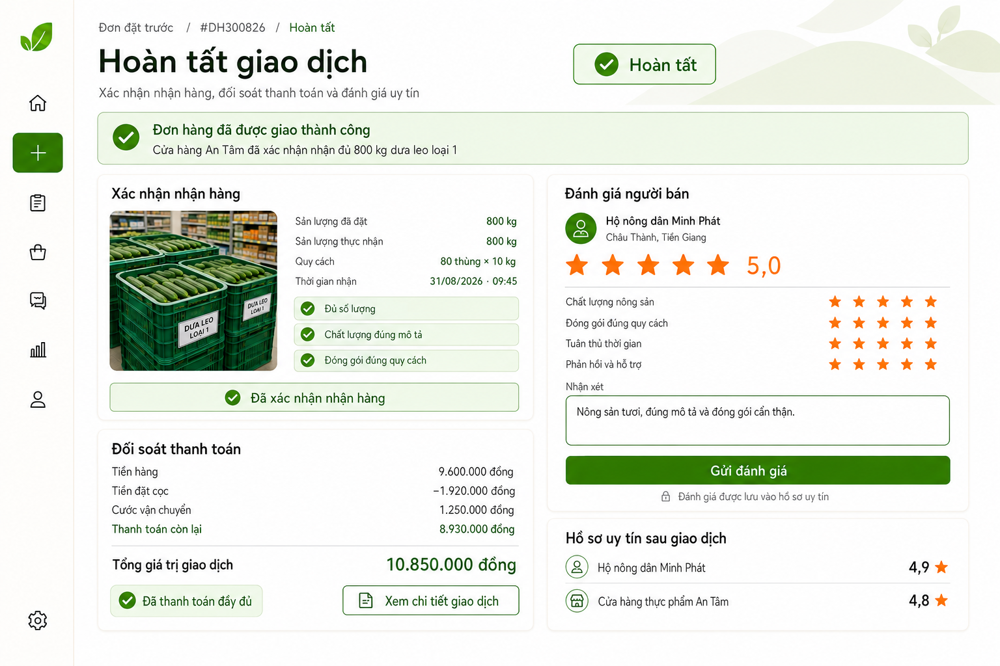 Đơn đặt trước / #DH300826 / Hoàn tất
Hoàn tất giao dịch
Xác nhận nhận hàng, đối soát thanh toán và đánh giá uy tín
Hoàn tất
Đơn hàng đã được giao thành công
Cửa hàng An Tâm đã xác nhận nhận đủ 800 kg dưa leo loại 1
Xác nhận nhận hàng
DƯA LEO
LOẠI 1
DƯA LEO
LOẠI 1
Sản lượng đã đặt 800 kg
Sản lượng thực nhận 800 kg
Quy cách 80 thùng × 10 kg
Thời gian nhận 31/08/2026 · 09:45
Đủ số lượng
Chất lượng đúng mô tả
Đóng gói đúng quy cách
Đã xác nhận nhận hàng
Đối soát thanh toán
Tiền hàng 9.600.000 đồng
Tiền đặt cọc −1.920.000 đồng
Cước vận chuyển 1.250.000 đồng
Thanh toán còn lại 8.930.000 đồng
Tổng giá trị giao dịch 10.850.000 đồng
Đã thanh toán đầy đủ
Xem chi tiết giao dịch
Đánh giá người bán
Hộ nông dân Minh Phát
Châu Thành, Tiền Giang
5,0
Chất lượng nông sản
Đóng gói đúng quy cách
Tuân thủ thời gian
Phản hồi và hỗ trợ
Nhận xét
Nông sản tươi, đúng mô tả và đóng gói cẩn thận.
Gửi đánh giá
Đánh giá được lưu vào hồ sơ uy tín
Hồ sơ uy tín sau giao dịch
Hộ nông dân Minh Phát 4,9
Cửa hàng thực phẩm An Tâm 4,8